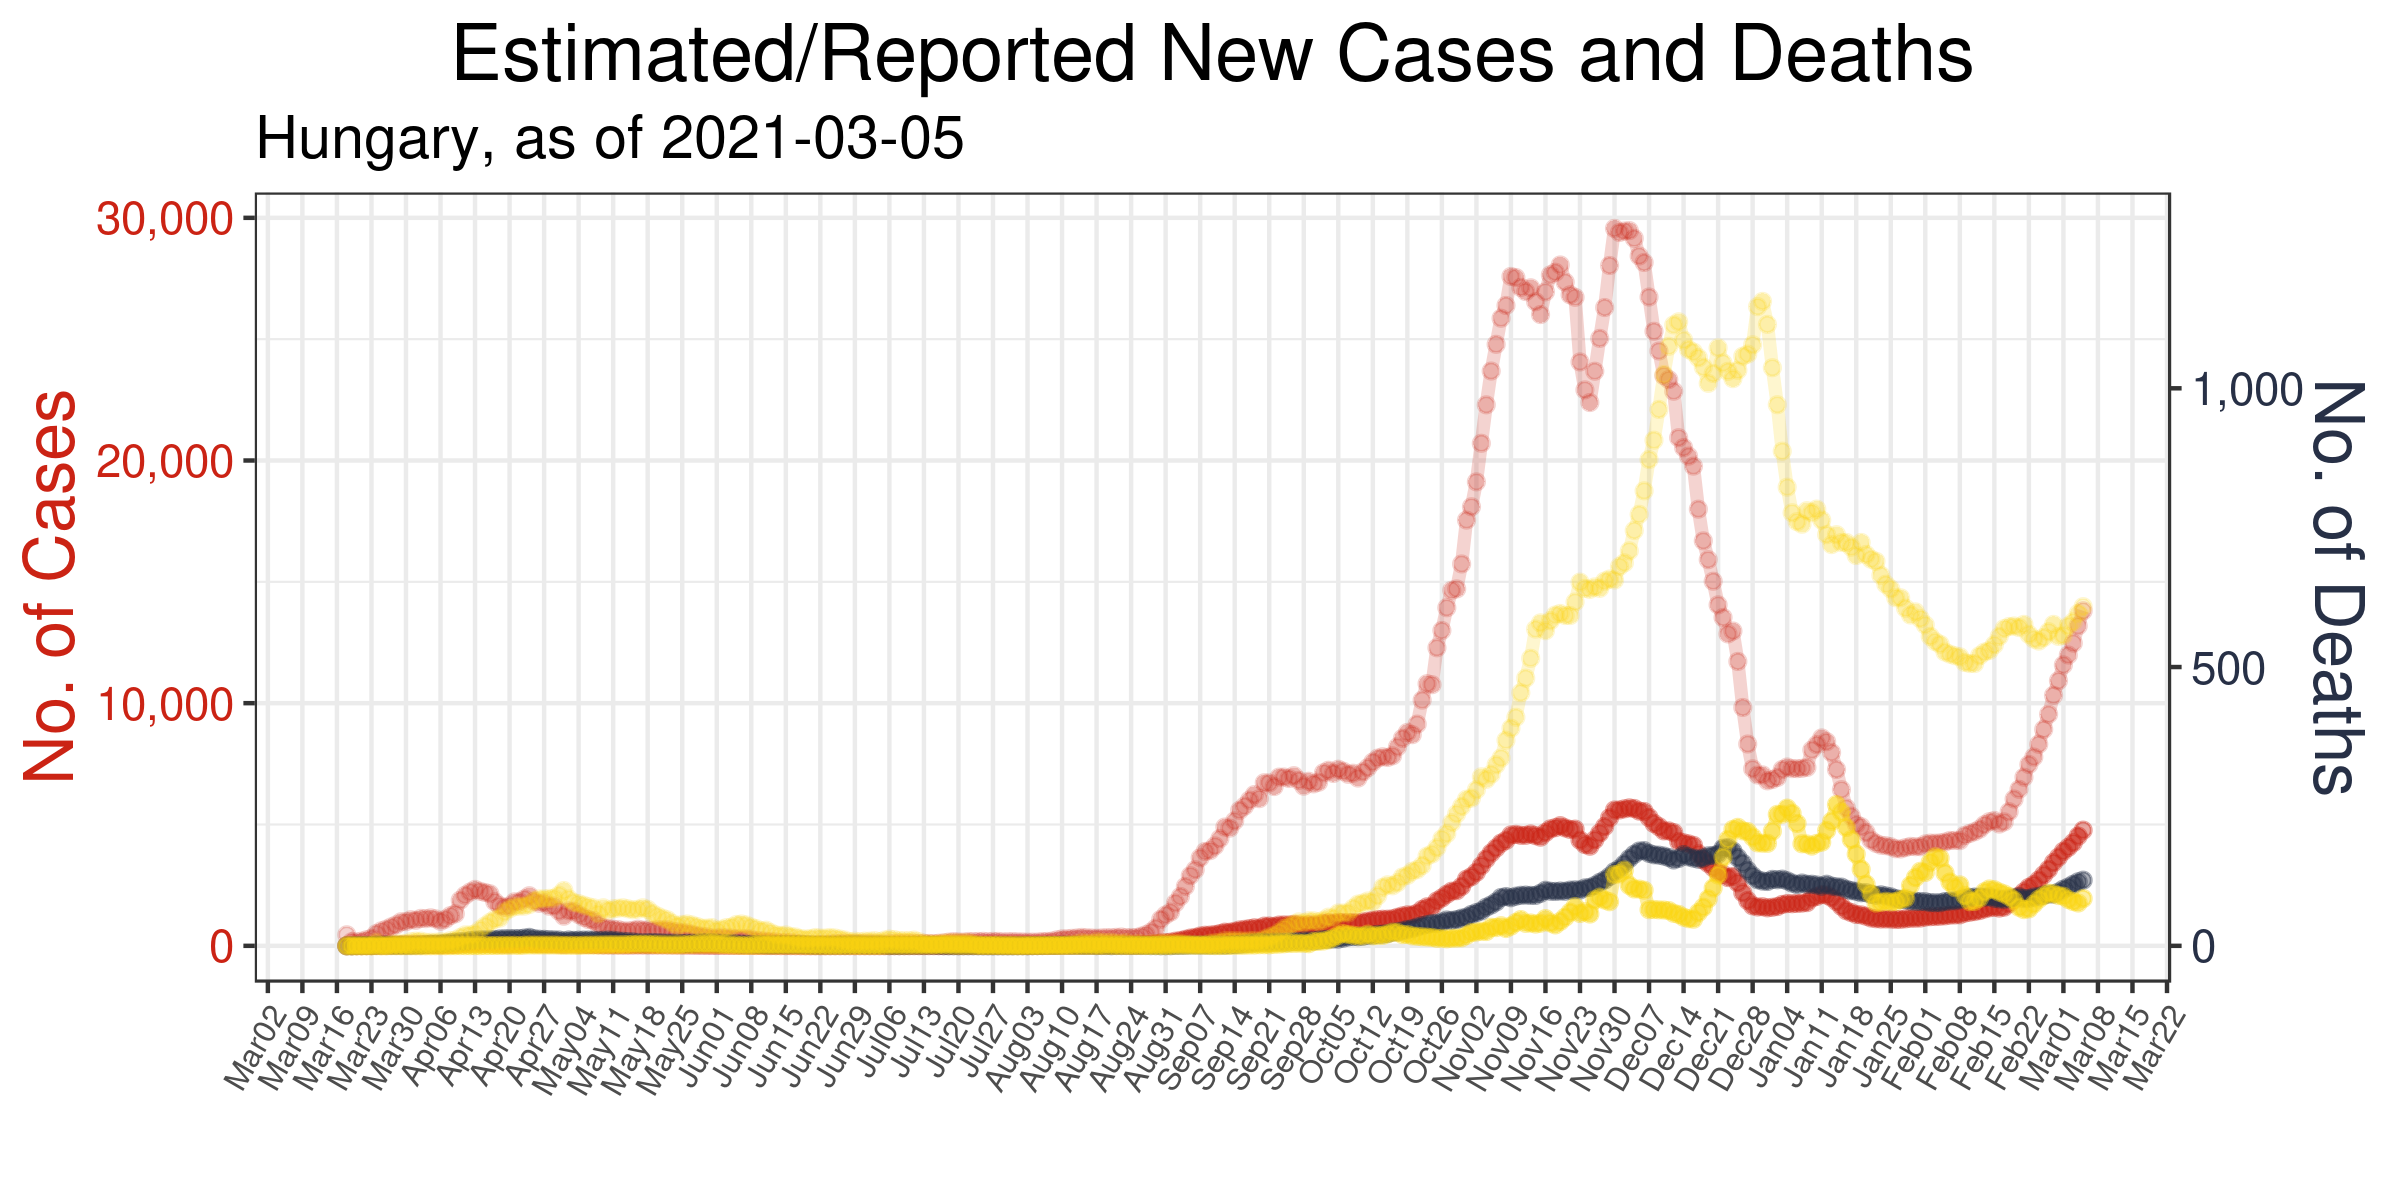 Estimated/Reported New Cases and Deaths
Hungary, as of 2021-03-05
No. of Cases
30,000
20,000
10,000
0
1,000
500
0
No. of Deaths
Mar02
Mar09
Mar16
Mar23
Mar30
Apr06
Apr13
Apr20
Apr27
May04
May11
May18
May25
Jun01
Jun08
Jun15
Jun22
Jun29
Jul06
Jul13
Jul20
Jul27
Aug03
Aug10
Aug17
Aug24
Aug31
Sep07
Sep14
Sep21
Sep28
Oct05
Oct12
Oct19
Oct26
Nov02
Nov09
Nov16
Nov23
Nov30
Dec07
Dec14
Dec21
Dec28
Jan04
Jan11
Jan18
Jan25
Feb01
Feb08
Feb15
Feb22
Mar01
Mar08
Mar15
Mar22